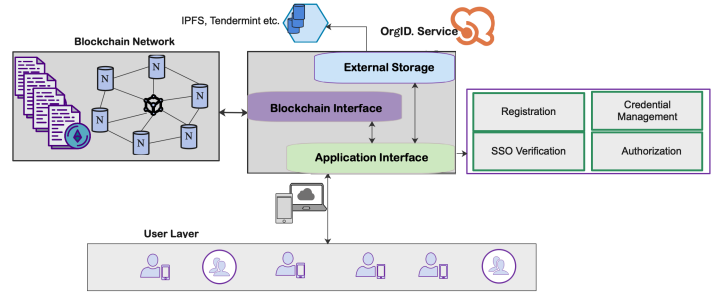 IPFS, Tendermint etc.
OrgID. Service
Blockchain Network
External Storage
N
N
N
N
N
N
Blockchain Interface
Application Interface
Registration
Credential
Management
SSO Verification
Authorization
User Layer